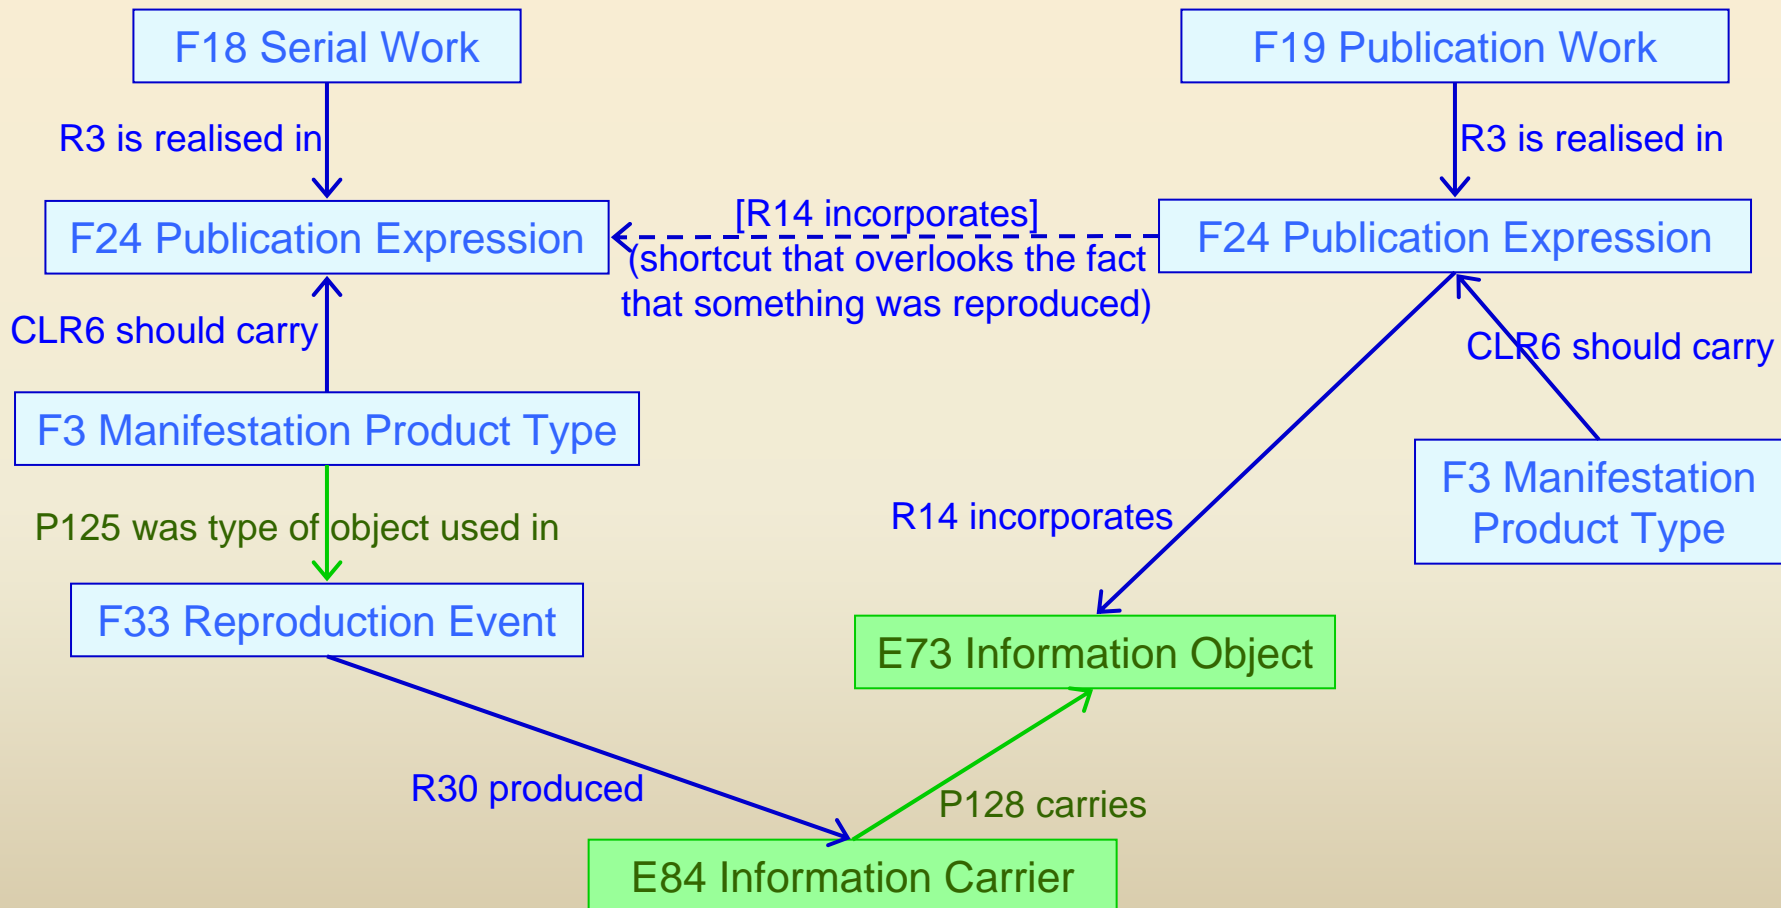 F18 Serial Work
F19 Publication Work
R3 is realised in
R3 is realised in
F24 Publication Expression
[R14 incorporates]
(shortcut that overlooks the fact
that something was reproduced)
F24 Publication Expression
CLR6 should carry
CLR6 should carry
F3 Manifestation Product Type
F3 Manifestation
Product Type
P125 was type of object used in
R14 incorporates
F33 Reproduction Event
E73 Information Object
R30 produced
P128 carries
E84 Information Carrier